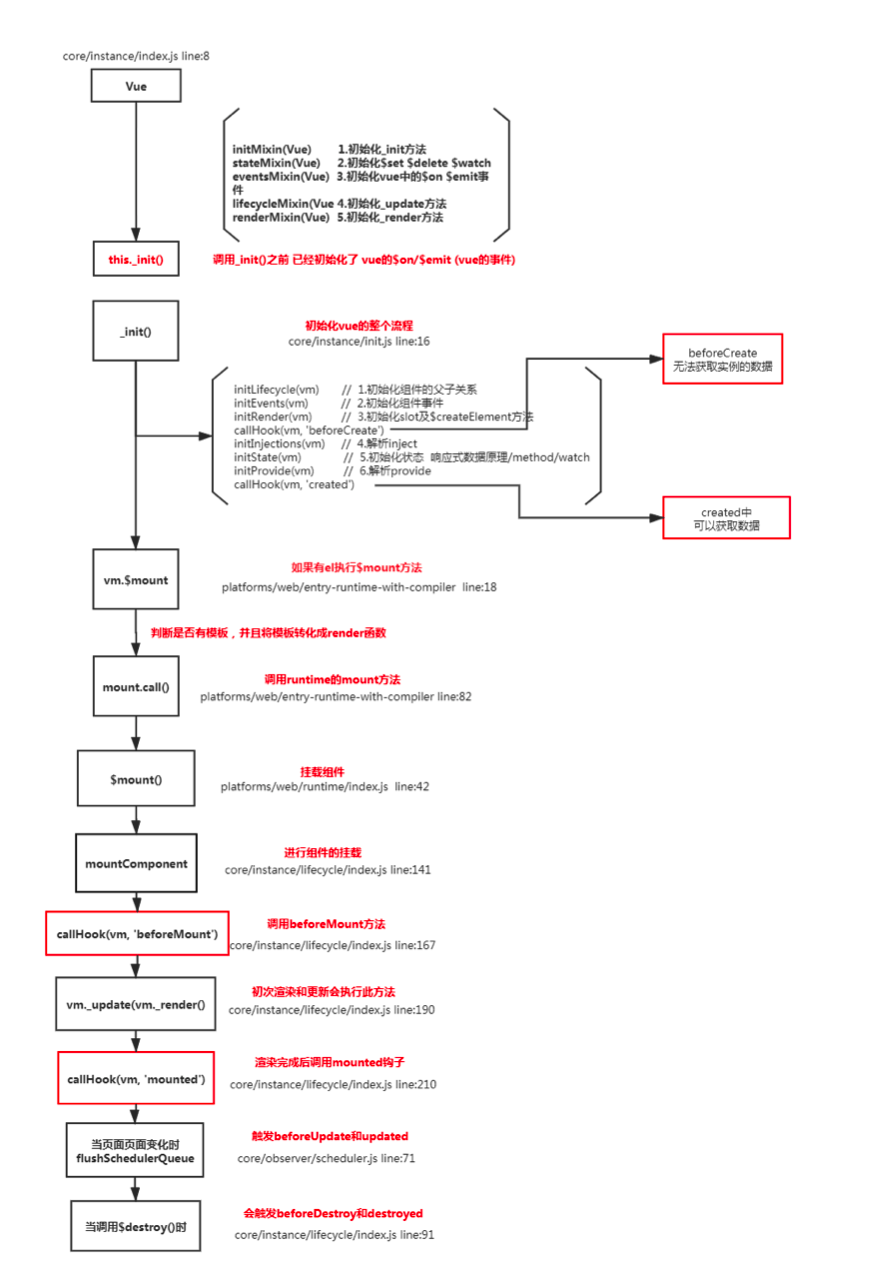 core/instance/index.js line:8
Vue
initMixin(Vue) 1.初始化_init方法
stateMixin(Vue) 2.初始化$set $delete $watch
eventsMixin(Vue) 3.初始化vue中的$on $emit事
件
lifecycleMixin(Vue 4.初始化_update方法
renderMixin(Vue) 5.初始化_render方法
this._init()
调用_init()之前 已经初始化了 vue的$on/$emit (vue的事件)
_init()
初始化vue的整个流程
core/instance/init.js line:16
beforeCreate
无法获取实例的数据
initLifecycle(vm) // 1.初始化组件的父子关系
initEvents(vm) // 2.初始化组件事件
initRender(vm) // 3.初始化slot及$createElement方法
callHook(vm, 'beforeCreate')
initInjections(vm) // 4.解析inject
initState(vm) // 5.初始化状态 响应式数据原理/method/watch
initProvide(vm) // 6.解析provide
callHook(vm, 'created')
created中
可以获取数据
vm.$mount
如果有el执行$mount方法
platforms/web/entry-runtime-with-compiler line:18
判断是否有模板，并且将模板转化成render函数
mount.call()
调用runtime的mount方法
platforms/web/entry-runtime-with-compiler line:82
$mount()
挂载组件
platforms/web/runtime/index.js line:42
mountComponent
进行组件的挂载
core/instance/lifecycle/index.js line:141
callHook(vm, 'beforeMount')
调用beforeMount方法
core/instance/lifecycle/index.js line:167
vm._update(vm._render()
初次渲染和更新会执行此方法
core/instance/lifecycle/index.js line:190
callHook(vm, 'mounted')
渲染完成后调用mounted钩子
core/instance/lifecycle/index.js line:210
当页面页面变化时
flushSchedulerQueue
触发beforeUpdate和updated
core/observer/scheduler.js line:71
当调用$destroy()时
会触发beforeDestroy和destroyed
core/instance/lifecycle/index.js line:91